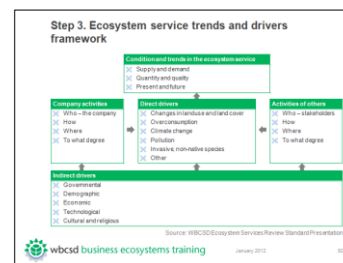 Step 3. Ecosystem service trends and drivers
framework
Condition and trends in the ecosystem service
Supply and demand
Quantity and quality
Present and future
Company activities
Who – the company
How
Where
To what degree
Direct drivers
Changes in land use and land cover
Overconsumption
Climate change
Pollution
Invasive, non-native species
Other
Activities of others
Who – stakeholders
How
Where
To what degree
Indirect drivers
Governmental
Demographic
Economic
Technological
Cultural and religious
Source: WBCSD Ecosystem Services Review Standard Presentation
wbcsd business ecosystems training
January 2012